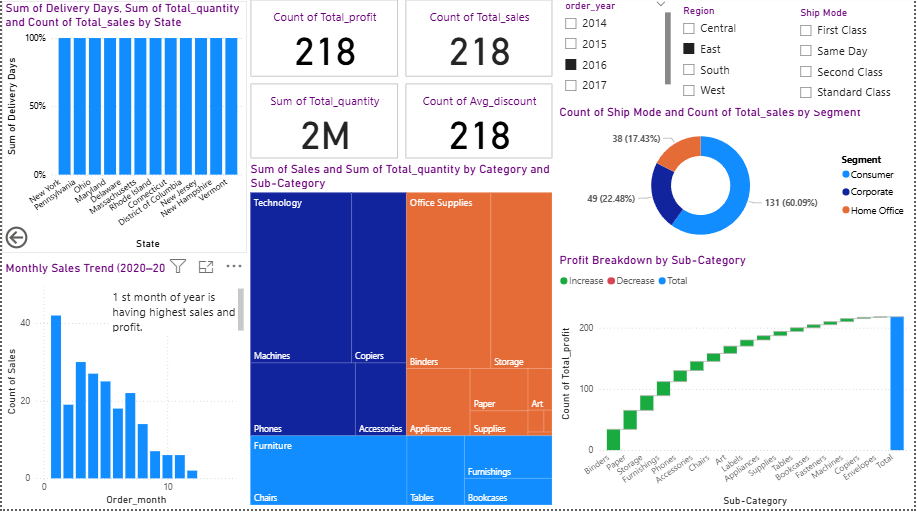 Sum of Delivery Days, Sum of Total_quantity
and Count of Total_sales by State
100%
50%
0%
Sum of Delivery Days
New York
Pennsylvania
Ohio
Maryland
Delaware
Massachusetts
Rhode Island
Connecticut
District of Columbia
New Jersey
New Hampshire
Vermont
State
Count of Total_profit
218
Count of Total_sales
218
Sum of Total_quantity
2M
Count of Avg_discount
218
order_year
2014
2015
2016
2017
Region
Central
East
South
West
Ship Mode
First Class
Same Day
Second Class
Standard Class
Count of Ship Mode and Count of Total_sales by Segment
38 (17.43%)
49 (22.48%)
131 (60.09%)
Segment
Consumer
Corporate
Home Office
Monthly Sales Trend (2020–20
1 st month of year is
having highest sales and
profit.
Count of Sales
40
20
0
0
10
Order_month
Sum of Sales and Sum of Total_quantity by Category and
Sub-Category
Technology
Machines
Copiers
Phones
Accessories
Office Supplies
Binders
Storage
Appliances
Paper
Art
Supplies
Furniture
Chairs
Tables
Furnishings
Bookcases
Profit Breakdown by Sub-Category
Increase
Decrease
Total
Count of Total_profit
200
100
0
Binders
Paper
Storage
Furnishings
Phones
Accessories
Chairs
Art
Labels
Appliances
Supplies
Tables
Bookcases
Fasteners
Machines
Copiers
Envelopes
Total
Sub-Category